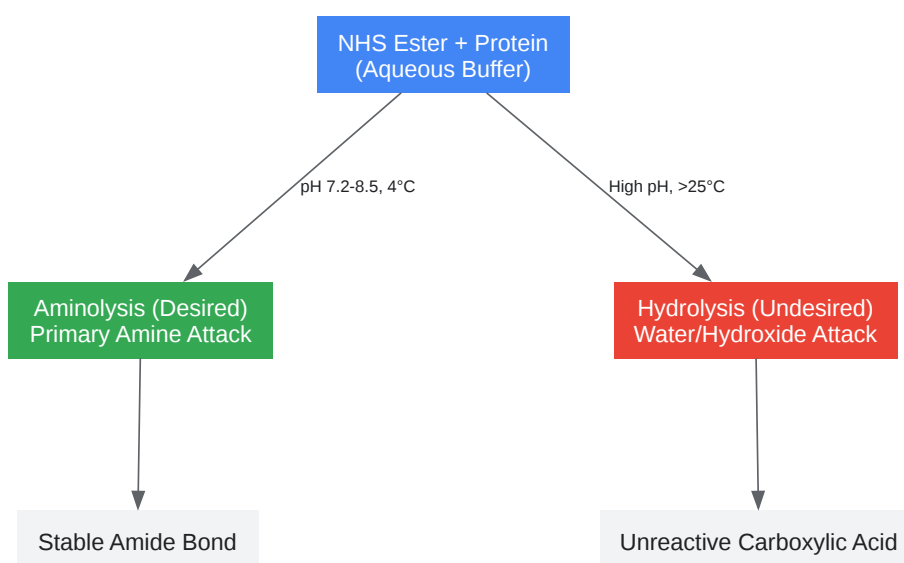 NHS Ester + Protein
(Aqueous Buffer)
pH 7.2-8.5, 4°C
High pH, >25°C
Aminolysis (Desired)
Primary Amine Attack
Hydrolysis (Undesired)
Water/Hydroxide Attack
Stable Amide Bond
Unreactive Carboxylic Acid